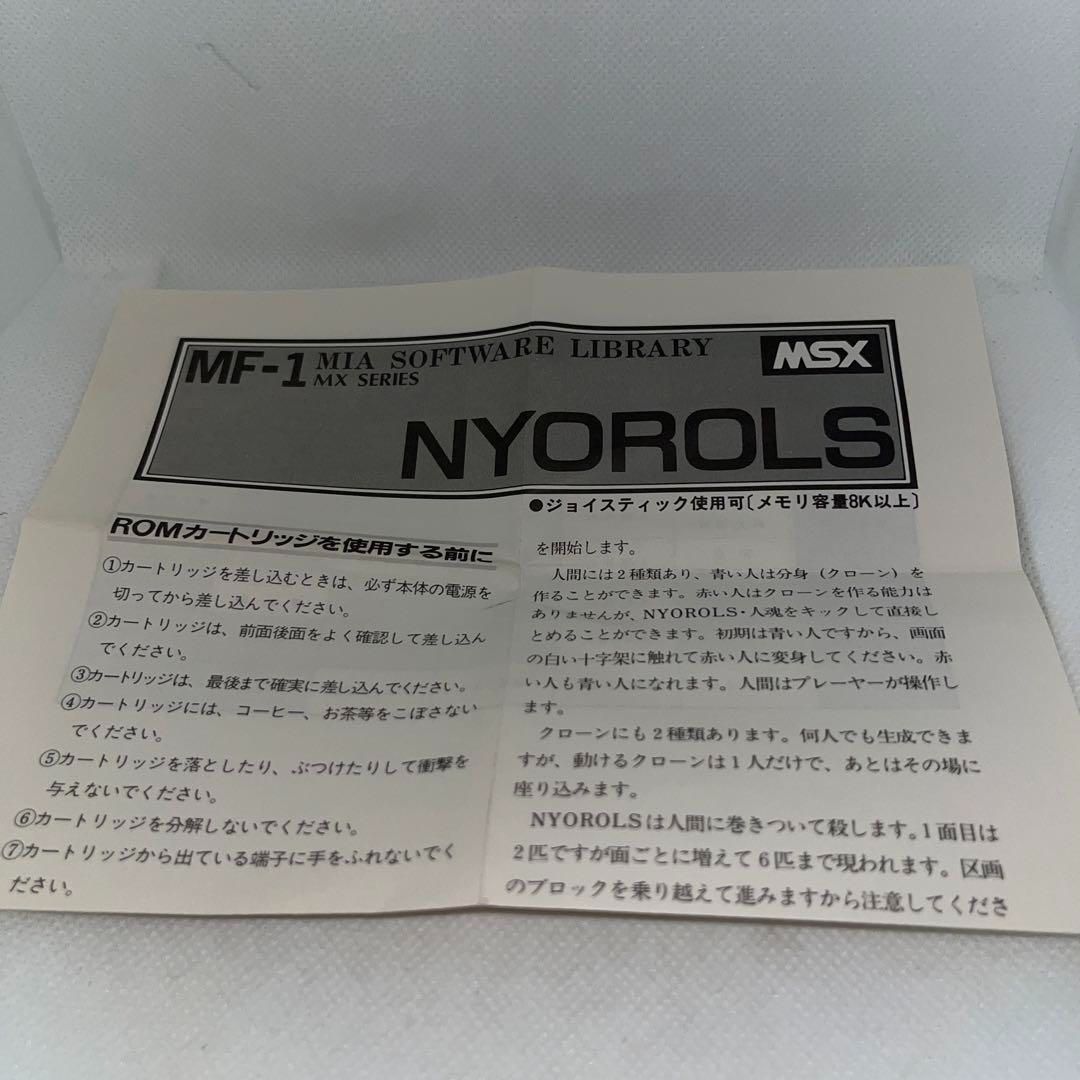 MF-1 MIA SOFTWARE LIBRARY
MX SERIES
MSX
NYOROLS
●ジョイスティック使用可〔メモリ容量8K以上〕
ROMカートリッジを使用する前に
①カートリッジを差し込むときは、必ず本体の電源を
切ってから差し込んでください。
②カートリッジは、前面後面をよく確認して差し込ん
でください。
③カートリッジは、最後まで確実に差し込んでください。
④カートリッジには、コーヒー、お茶等をこぼさない
でください。
⑤カートリッジを落としたり、ぶつけたりして衝撃を
与えないでください。
⑥カートリッジを分解しないでください。
⑦カートリッジから出ている端子に手をふれないでく
ださい。
を開始します。
人間には2種類あり、青い人は分身（クローン）を
作ることができます。赤い人はクローンを作る能力は
ありませんが、NYOROLS・人魂をキックして直接し
とめることができます。初期は青い人ですから、画面
の白い十字架に触れて赤い人に変身してください。赤
い人も青い人になれます。人間はプレーヤーが操作し
ます。
クローンにも2種類あります。何人でも生成できま
すが、動けるクローンは1人だけで、あとはその場に
座り込みます。
NYOROLSは人間に巻きついて殺します。1面目は
2匹ですが面ごとに増えて6匹まで現われます。区画
のブロックを乗り越えて進みますから注意してくださ